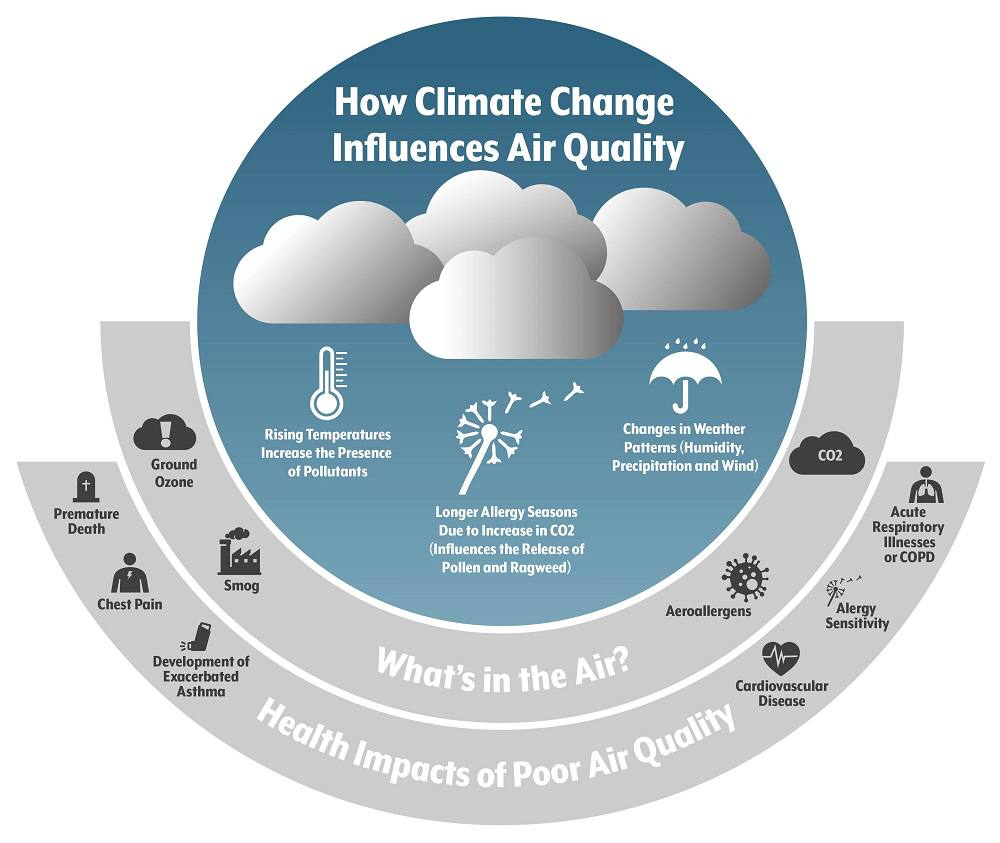 How Climate Change
Influences Air Quality
Rising Temperatures
Increase the Presence
of Pollutants
Longer Allergy Seasons
Due to Increase in CO2
(Influences the Release of
Pollen and Ragweed)
Changes in Weather
Patterns (Humidity,
Precipitation and Wind)
Ground
Ozone
Smog
Aeroallergens
CO2
What's in the Air?
Premature
Death
Chest Pain
Development of
Exacerbated
Asthma
Cardiovascular
Disease
Alergy
Sensitivity
Acute
Respiratory
Illnesses
or COPD
Health Impacts of Poor Air Quality